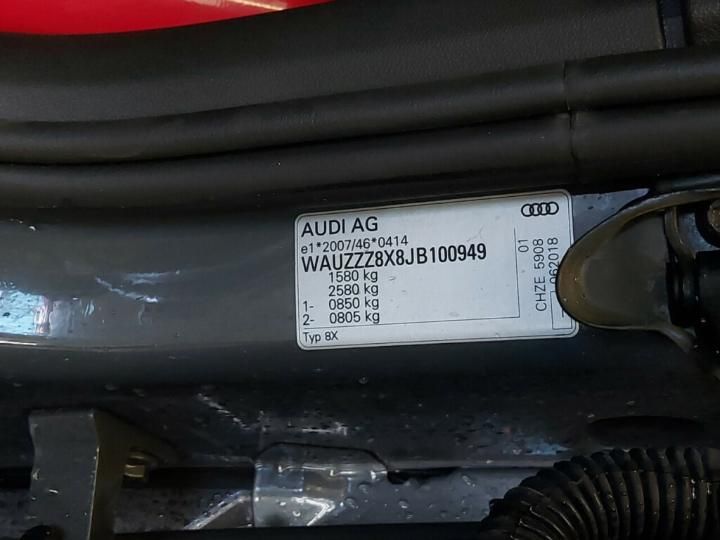 AUDI AG
e1*2007/46*0414
WAUZZZ8X8JB100949
1580 kg
2580 kg
1- 0850 kg
2- 0805 kg
Typ 8X
01
CHZE 5908
062018